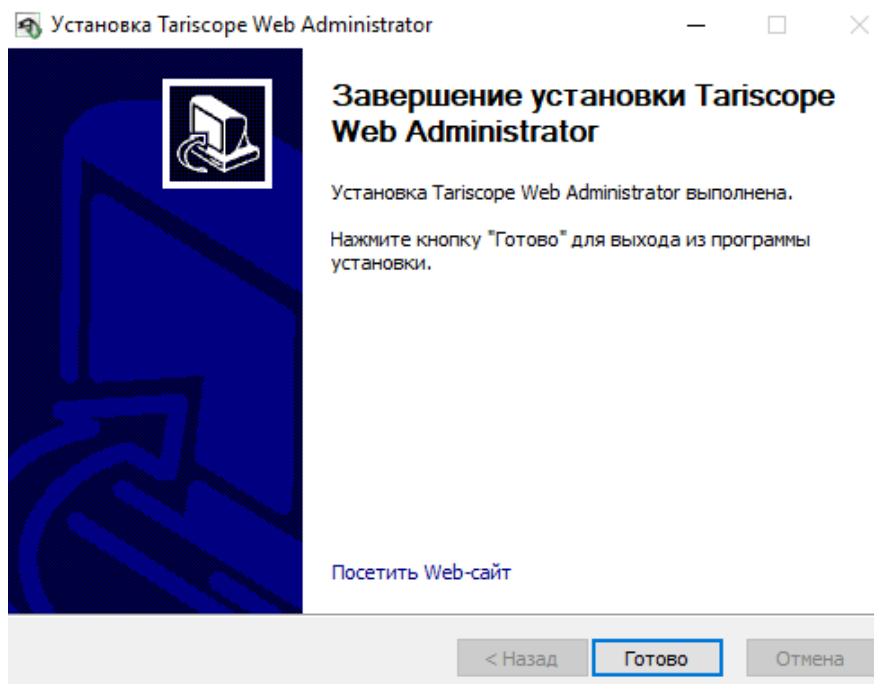 Установка Tariscope Web Administrator
Завершение установки Tariscope
Web Administrator
Установка Tariscope Web Administrator выполнена.
Нажмите кнопку "Готово" для выхода из программы
установки.
Посетить Web-сайт
< Назад
Готово
Отмена